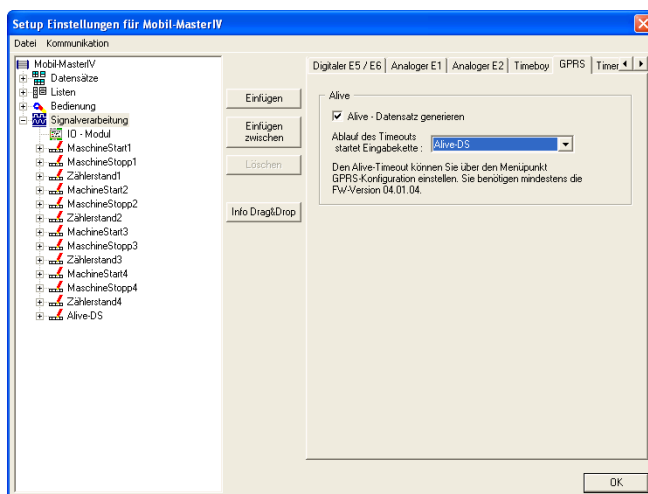 Setup Einstellungen für Mobil-MasterIV
Datei Kommunikation
Mobil-MasterIV
Datensätze
Listen
Bedienung
Signalverarbeitung
IO - Modul
MaschineStart1
MaschineStopp1
Zählerstand1
MachineStart2
MaschineStopp2
Zählerstand2
MachineStart3
MaschineStopp3
Zählerstand3
MachineStart4
MaschineStopp4
Zählerstand4
Alive-DS
Einfügen
Einfügen
zwischen
Löschen
Info Drag&Drop
Digitaler E5 / E6 Analoger E1 Analoger E2 Timeboy GPRS Timer
Alive
Alive - Datensatz generieren
Ablauf des Timeouts
startet Eingabekette :
Alive-DS
Den Alive-Timeout können Sie über den Menüpunkt
GPRS-Konfiguration einstellen. Sie benötigen mindestens die
FW-Version 04.01.04.
OK